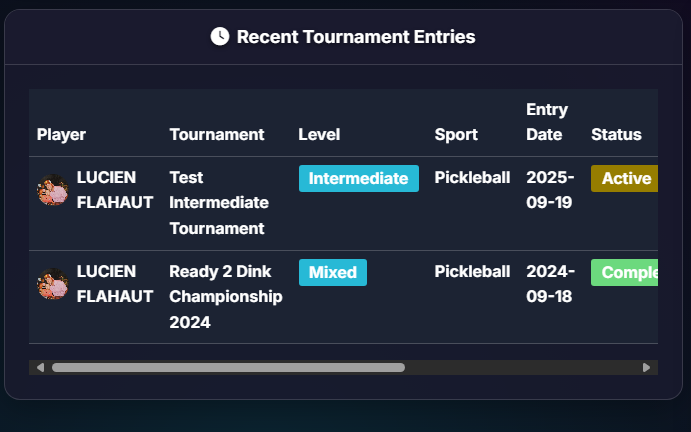 Recent Tournament Entries
Player Tournament Level Sport Entry Date Status
LUCIEN FLAHAUT Test Intermediate Tournament Intermediate Pickleball 2025-09-19 Active
LUCIEN FLAHAUT Ready 2 Dink Championship 2024 Mixed Pickleball 2024-09-18 Comple